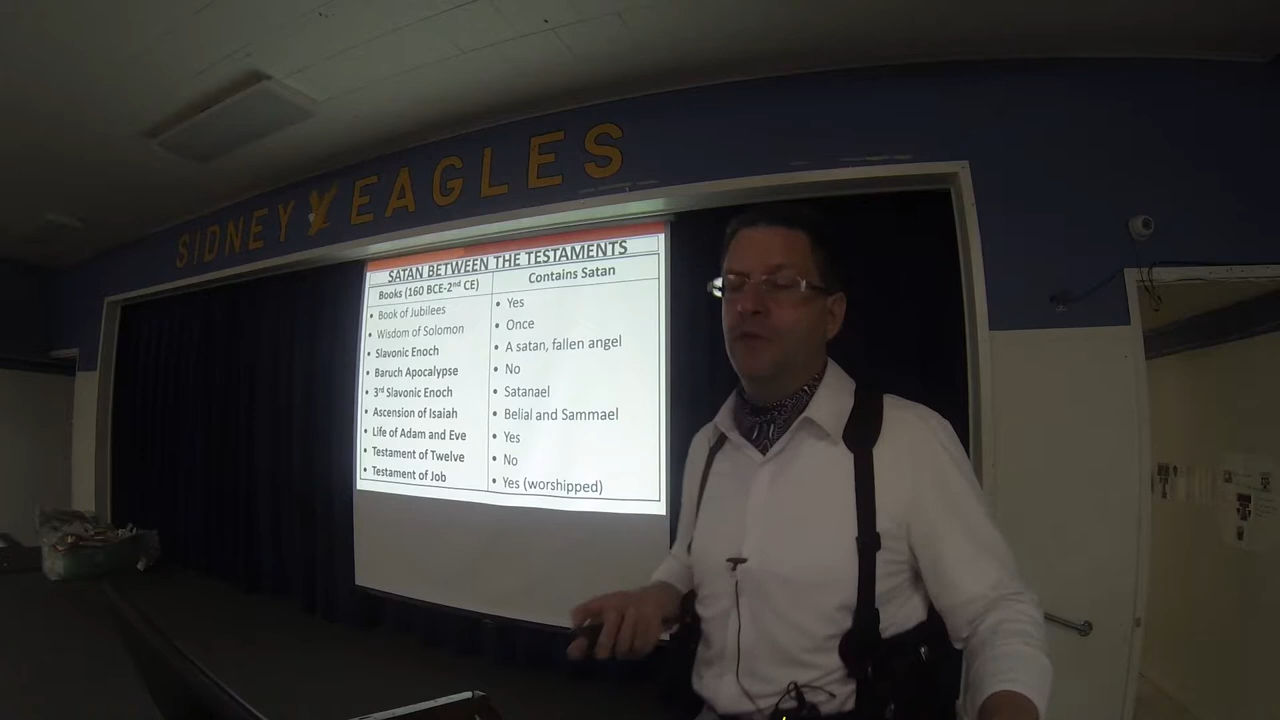 SIDNEY EAGLES
SATAN BETWEEN THE TESTAMENTS
Books (160 BCE-2nd CE) Contains Satan
• Book of Jubilees • Yes
• Wisdom of Solomon • Once
• Slavonic Enoch • A satan, fallen angel
• Baruch Apocalypse • No
• 3rd Slavonic Enoch • Satanael
• Ascension of Isaiah • Belial and Sammael
• Life of Adam and Eve • Yes
• Testament of Twelve • No
• Testament of Job • Yes (worshipped)